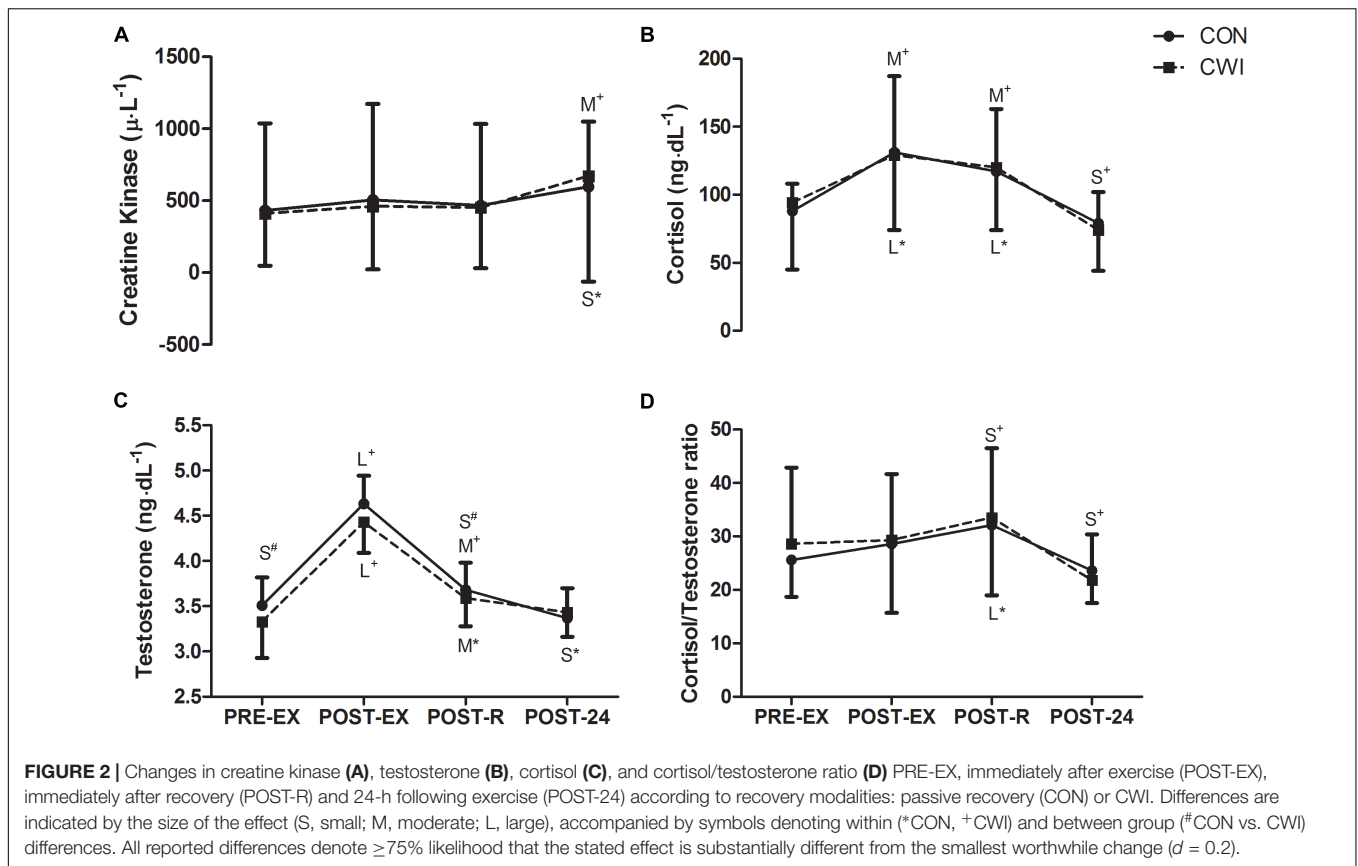 A
Creatine Kinase (µ·L⁻¹)
1500
1000
500
0
-500
M⁺
S*
B
Cortisol (ng·dL⁻¹)
200
150
100
50
0
M⁺
M⁺
S⁺
L*
L*
CON
CWI
C
Testosterone (ng·dL⁻¹)
5.5
5.0
4.5
4.0
3.5
3.0
2.5
S#
L⁺
L⁺
S#
M⁺
M*
S*
PRE-EX POST-EX POST-R POST-24
D
Cortisol/Testosterone ratio
50
40
30
20
10
0
S⁺
L*
S⁺
PRE-EX POST-EX POST-R POST-24
FIGURE 2 | Changes in creatine kinase (A), testosterone (B), cortisol (C), and cortisol/testosterone ratio (D) PRE-EX, immediately after exercise (POST-EX),
immediately after recovery (POST-R) and 24-h following exercise (POST-24) according to recovery modalities: passive recovery (CON) or CWI. Differences are
indicated by the size of the effect (S, small; M, moderate; L, large), accompanied by symbols denoting within (*CON, ⁺CWI) and between group (#CON vs. CWI)
differences. All reported differences denote ≥75% likelihood that the stated effect is substantially different from the smallest worthwhile change (d = 0.2).